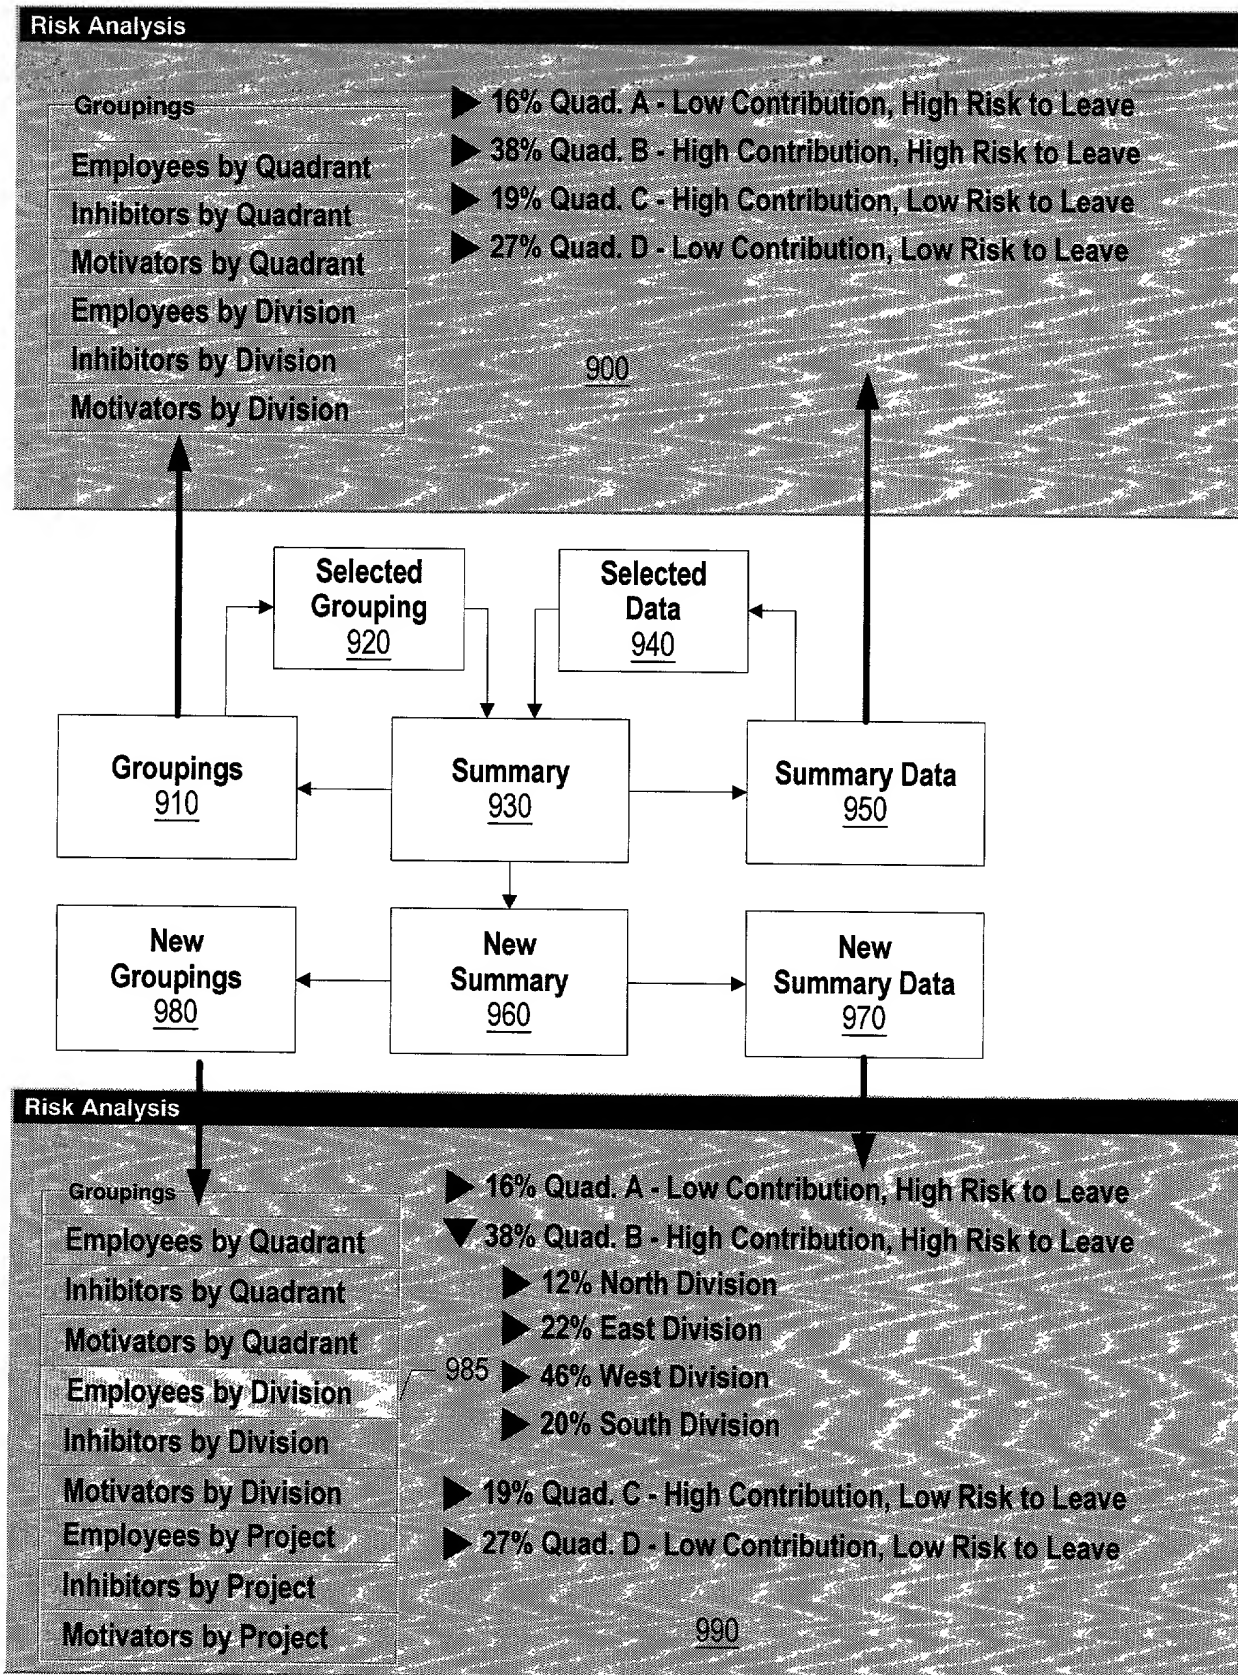 Risk Analysis
Groupings
Employees by Quadrant
Inhibitors by Quadrant
Motivators by Quadrant
Employees by Division
Inhibitors by Division
Motivators by Division
16% Quad. A - Low Contribution, High Risk to Leave
38% Quad. B - High Contribution, High Risk to Leave
19% Quad. C - High Contribution, Low Risk to Leave
27% Quad. D - Low Contribution, Low Risk to Leave
900
Selected
Grouping
920
Selected
Data
940
Groupings
910
Summary
930
Summary Data
950
New
Groupings
980
New
Summary
960
New
Summary Data
970
Risk Analysis
Groupings
Employees by Quadrant
Inhibitors by Quadrant
Motivators by Quadrant
Employees by Division
Inhibitors by Division
Motivators by Division
Employees by Project
Inhibitors by Project
Motivators by Project
985
16% Quad. A - Low Contribution, High Risk to Leave
38% Quad. B - High Contribution, High Risk to Leave
12% North Division
22% East Division
46% West Division
20% South Division
19% Quad. C - High Contribution, Low Risk to Leave
27% Quad. D - Low Contribution, Low Risk to Leave
990